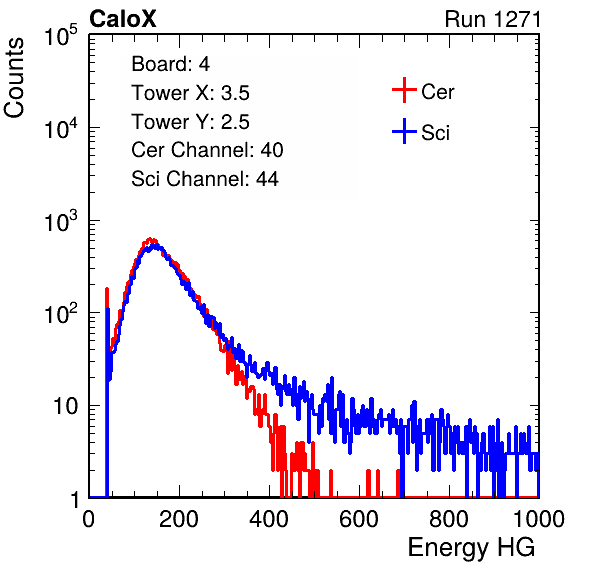 CaloX Run 1271
Counts
10^5
10^4
10^3
10^2
10
1
Board: 4
Tower X: 3.5
Tower Y: 2.5
Cer Channel: 40
Sci Channel: 44
Cer
Sci
0 200 400 600 800 1000
Energy HG